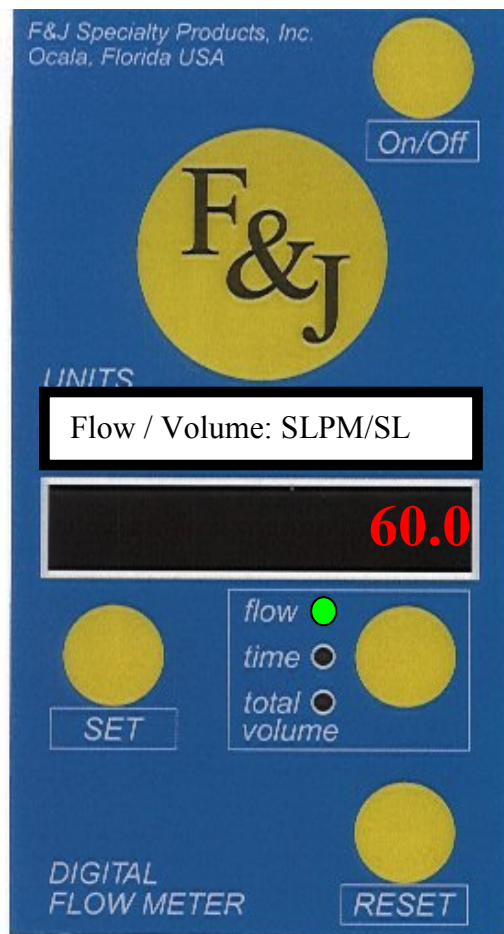 F&J Specialty Products, Inc.
Ocala, Florida USA
On/Off
F&J
UNITS
Flow / Volume: SLPM/SL
60.0
flow
time
total
volume
SET
DIGITAL
FLOW METER
RESET